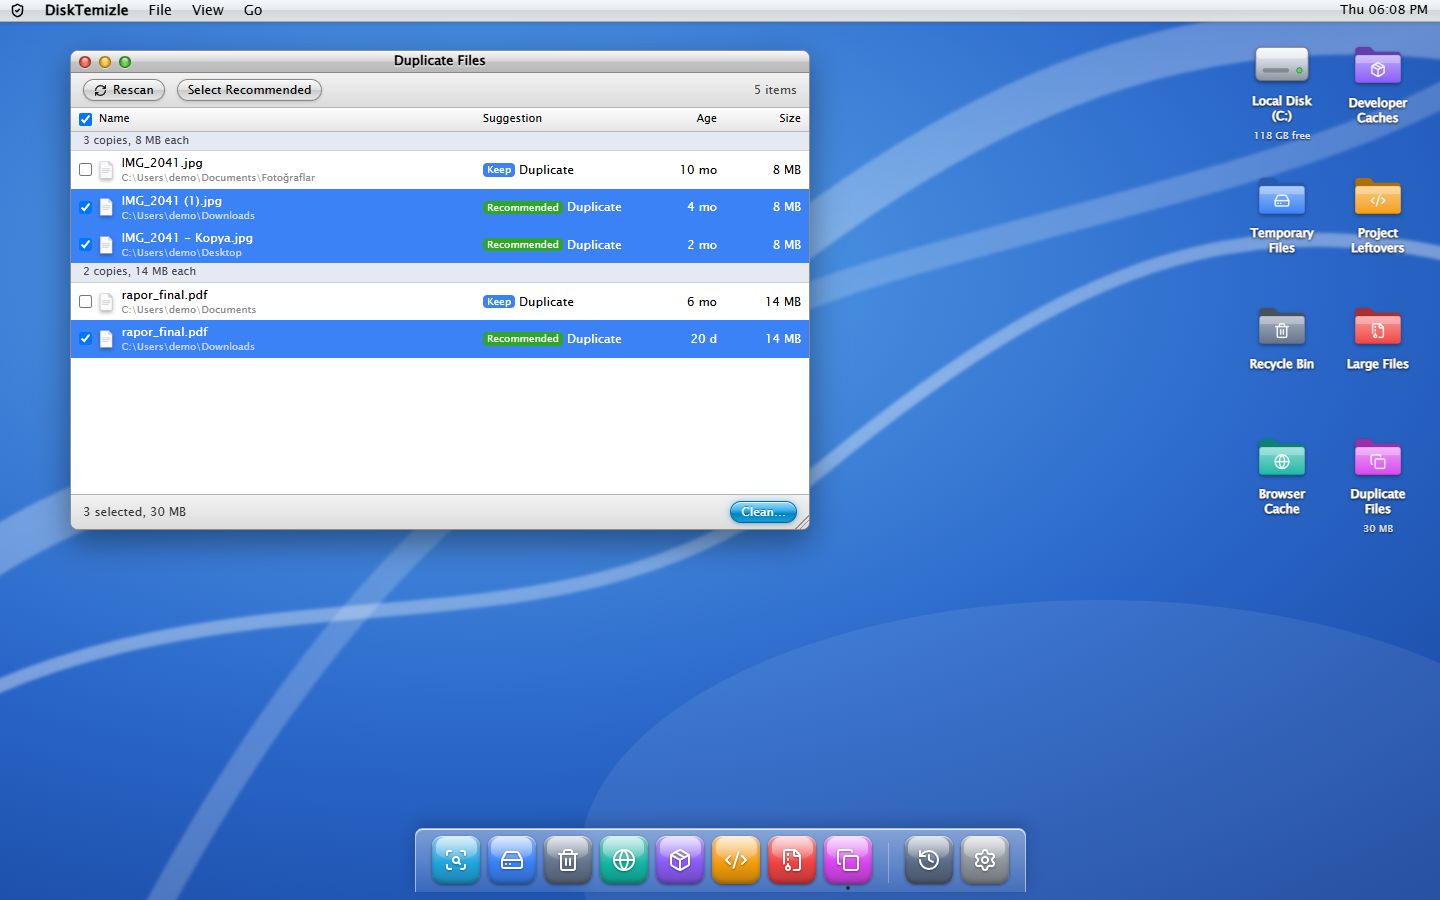 DiskTemizle File View Go Thu 06:08 PM
Duplicate Files
Rescan Select Recommended 5 items
Name Suggestion Age Size
3 copies, 8 MB each
IMG_2041.jpg
C:\Users\demo\Documents\Fotoğraflar
Keep Duplicate 10 mo 8 MB
IMG_2041 (1).jpg
C:\Users\demo\Downloads
Recommended Duplicate 4 mo 8 MB
IMG_2041 - Kopya.jpg
C:\Users\demo\Desktop
Recommended Duplicate 2 mo 8 MB
2 copies, 14 MB each
rapor_final.pdf
C:\Users\demo\Documents
Keep Duplicate 6 mo 14 MB
rapor_final.pdf
C:\Users\demo\Downloads
Recommended Duplicate 20 d 14 MB
3 selected, 30 MB Clean...
Local Disk
(C:)
118 GB free
Developer
Caches
Temporary
Files
Project
Leftovers
Recycle Bin
Large Files
Browser
Cache
Duplicate
Files
30 MB